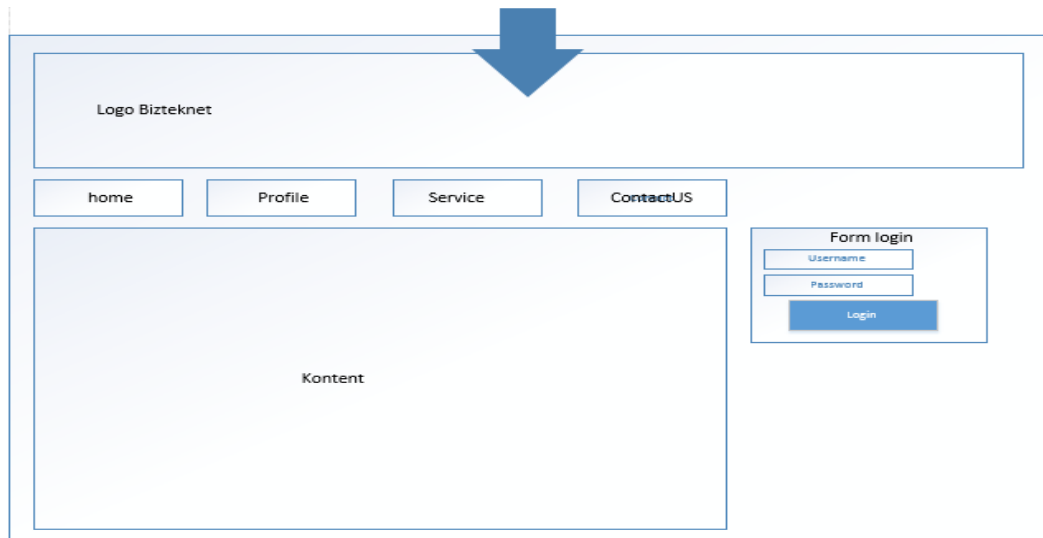 Logo Bizteknet
home
Profile
Service
ContactUS
Form login
Username
Password
Login
Kontent